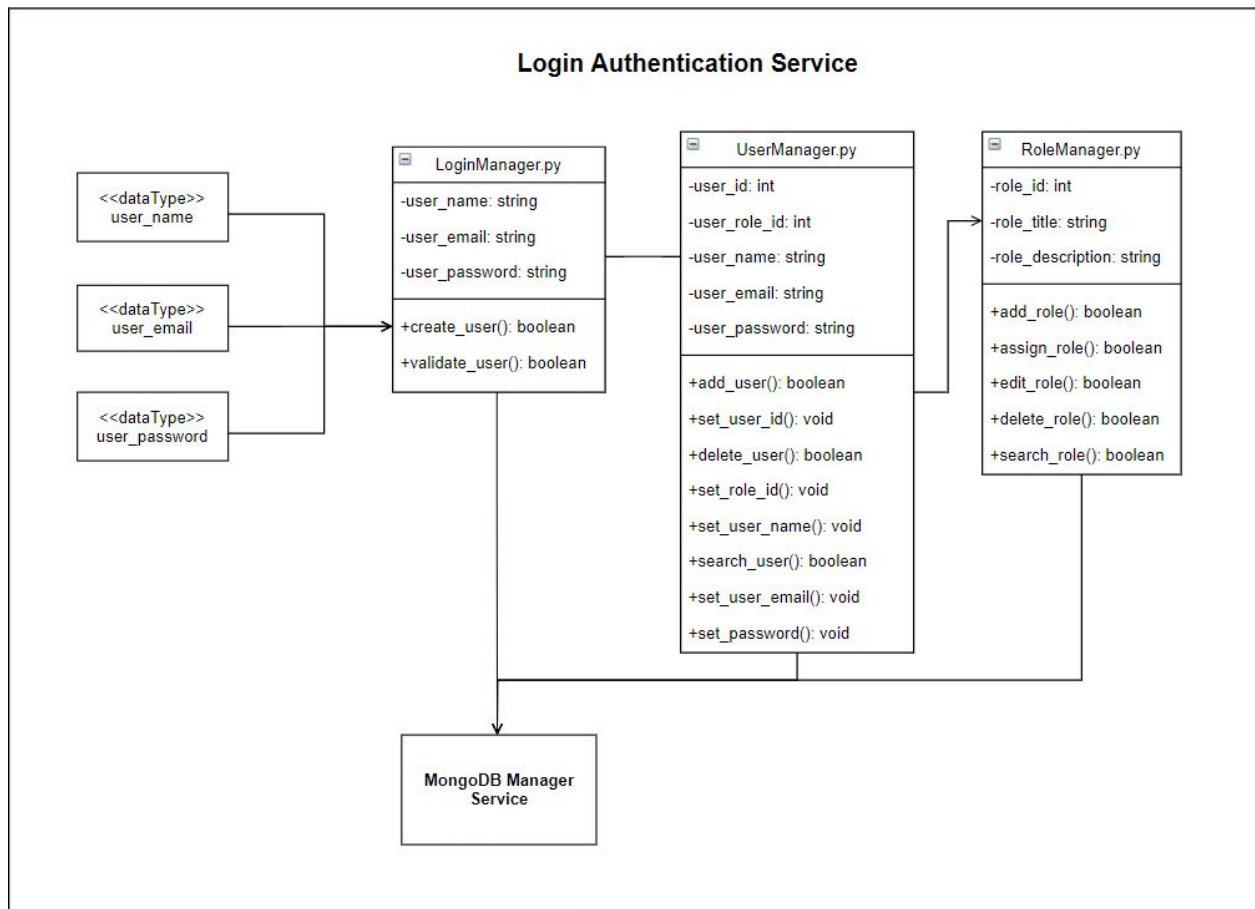 Login Authentication Service
<<dataType>>
user_name
<<dataType>>
user_email
<<dataType>>
user_password
LoginManager.py
-user_name: string
-user_email: string
-user_password: string
+create_user(): boolean
+validate_user(): boolean
UserManager.py
-user_id: int
-user_role_id: int
-user_name: string
-user_email: string
-user_password: string
+add_user(): boolean
+set_user_id(): void
+delete_user(): boolean
+set_role_id(): void
+set_user_name(): void
+search_user(): boolean
+set_user_email(): void
+set_password(): void
RoleManager.py
-role_id: int
-role_title: string
-role_description: string
+add_role(): boolean
+assign_role(): boolean
+edit_role(): boolean
+delete_role(): boolean
+search_role(): boolean
MongoDB Manager
Service